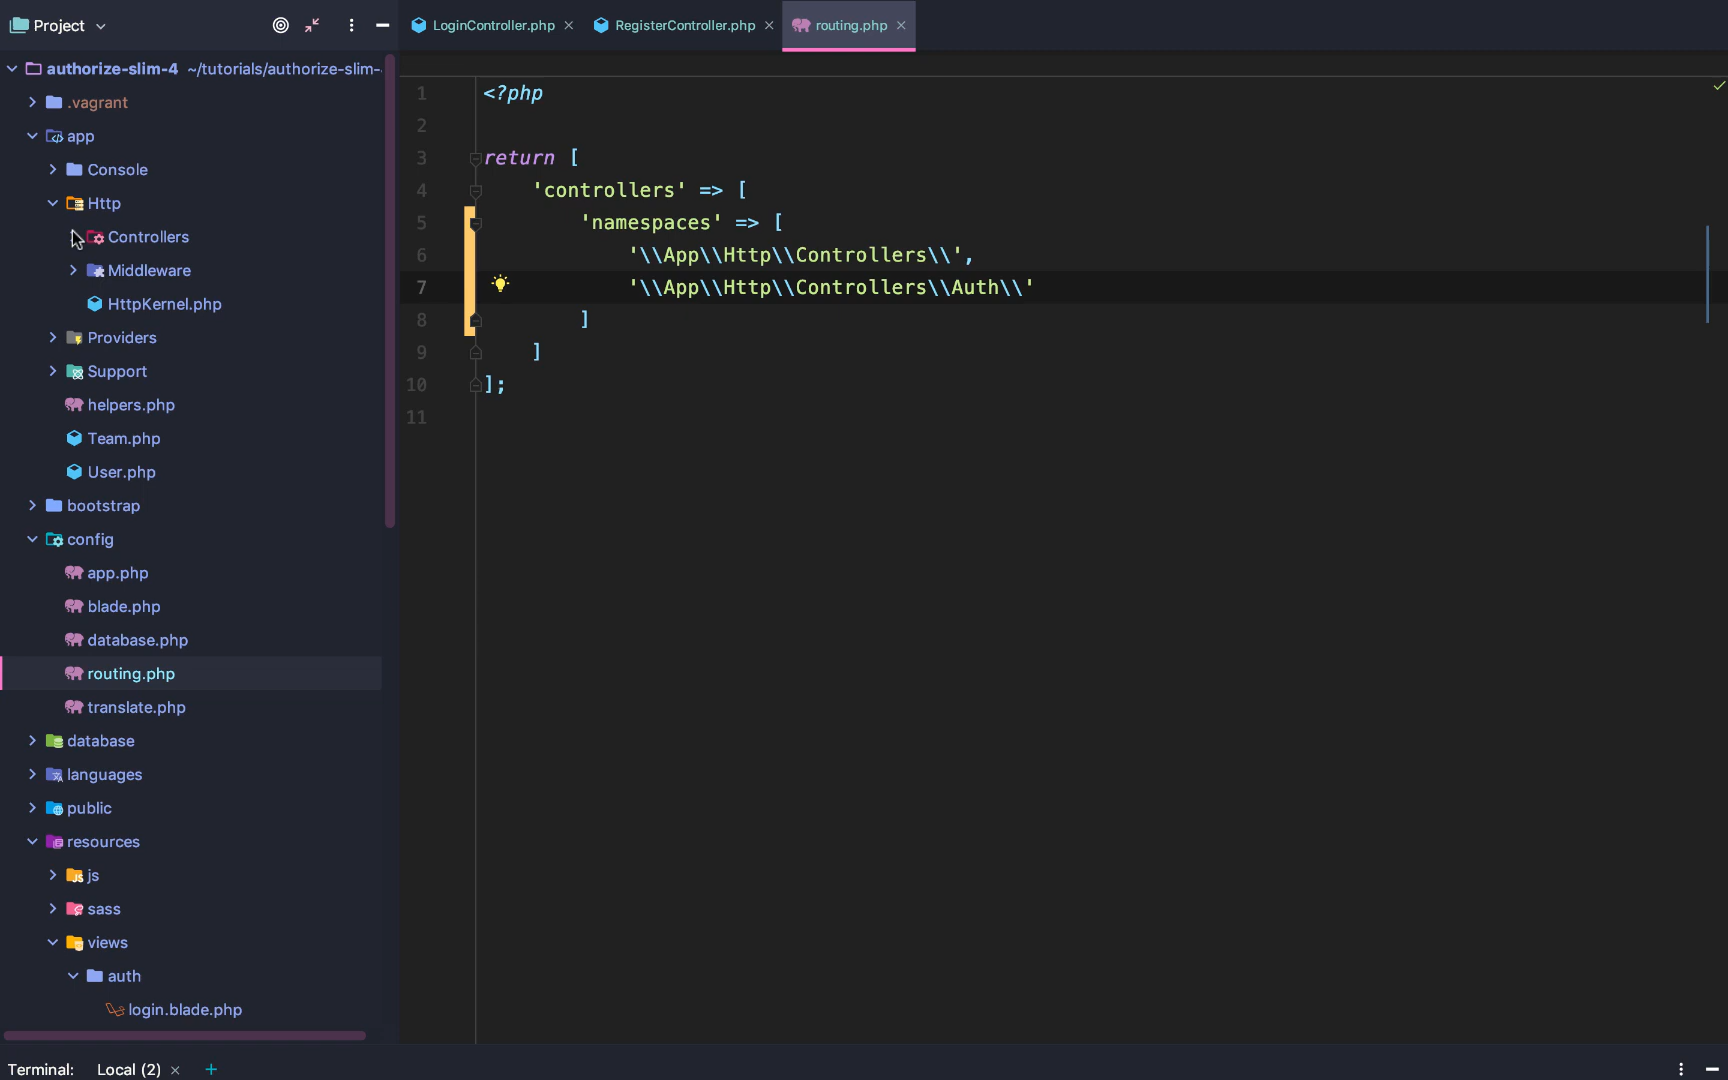 Project
LoginController.php
RegisterController.php
routing.php
authorize-slim-4 ~/tutorials/authorize-slim-
.vagrant
app
Console
Http
Controllers
Middleware
HttpKernel.php
Providers
Support
helpers.php
Team.php
User.php
bootstrap
config
app.php
blade.php
database.php
routing.php
translate.php
database
languages
public
resources
js
sass
views
auth
login.blade.php
1 <?php
2
3 return [
4 'controllers' => [
5 'namespaces' => [
6 '\\App\\Http\\Controllers\\',
7 '\\App\\Http\\Controllers\\Auth\\'
8 ]
9 ]
10 ];
11
Terminal: Local (2) × +